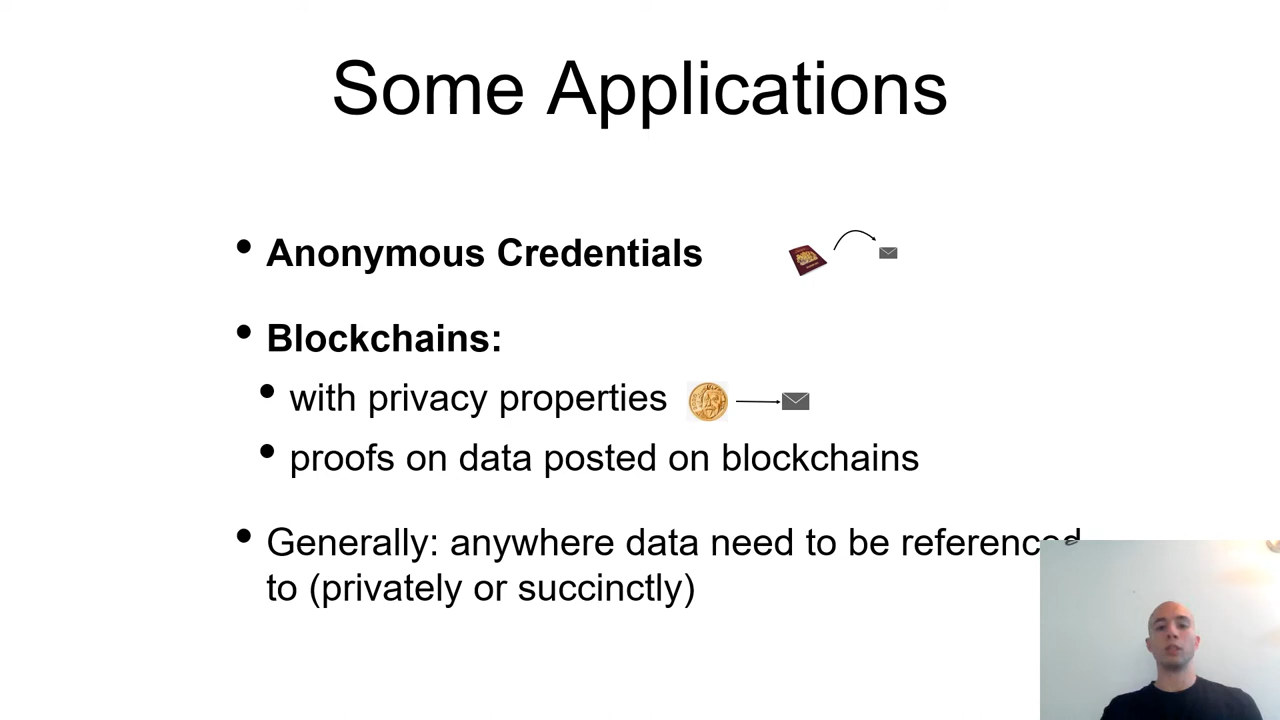 Some Applications
• Anonymous Credentials
• Blockchains:
• with privacy properties
• proofs on data posted on blockchains
• Generally: anywhere data need to be referenced
to (privately or succinctly)